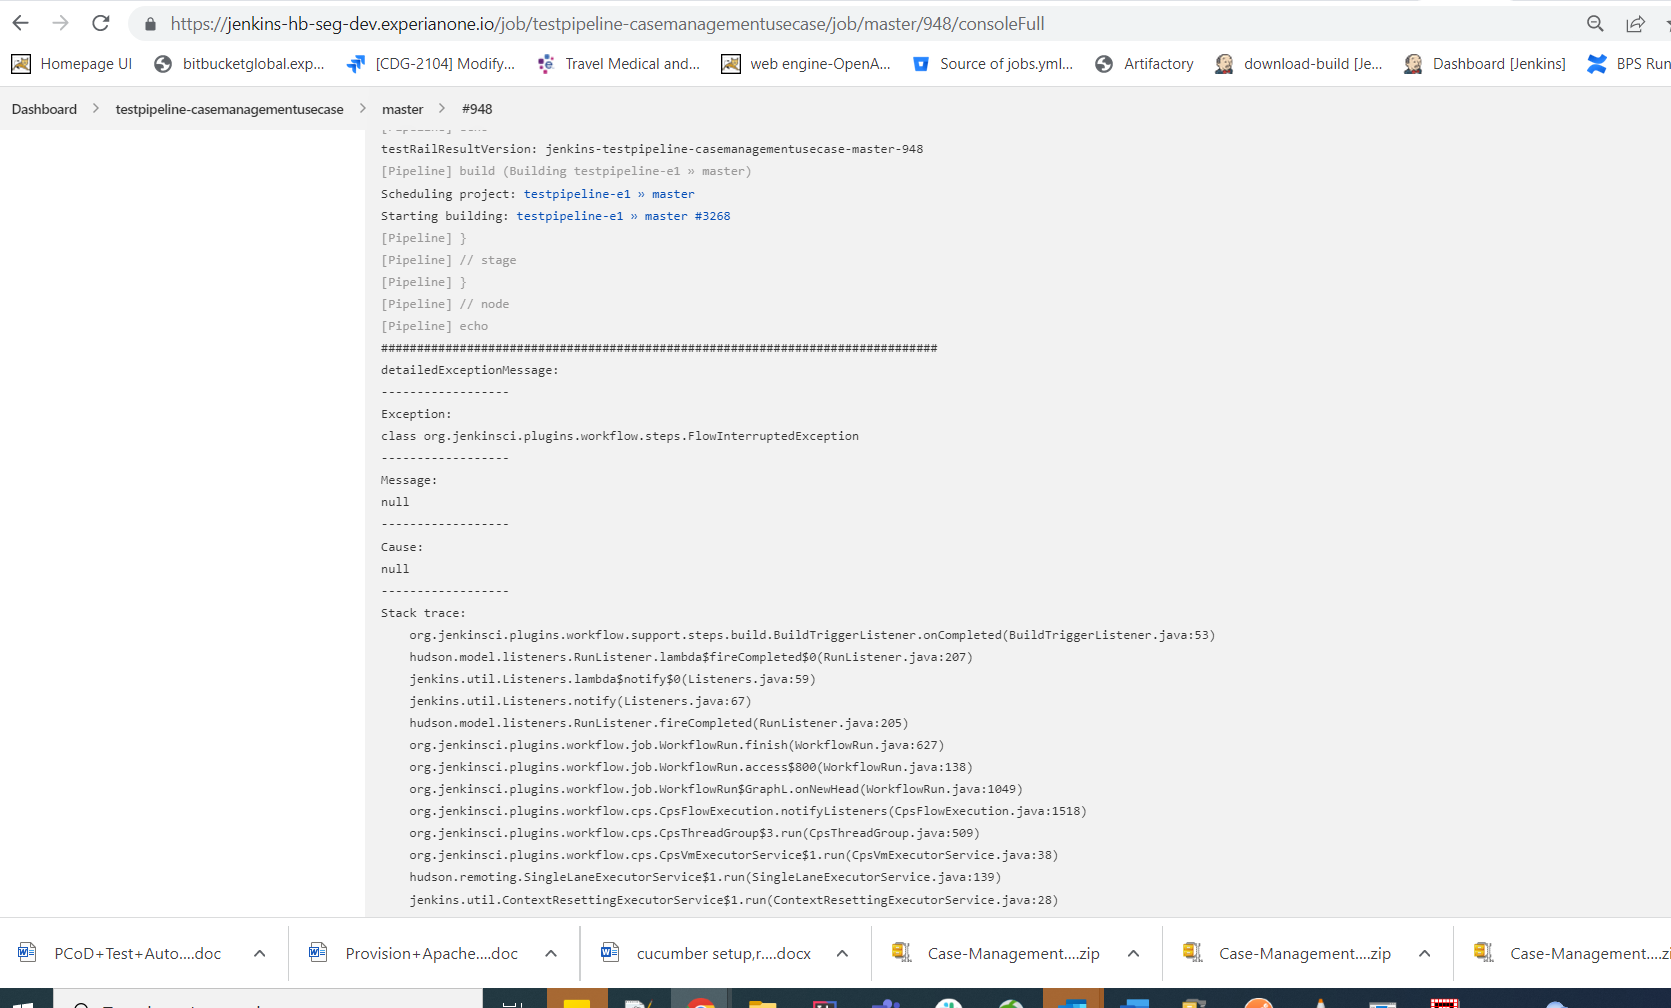 https://jenkins-hb-seg-dev.experianone.io/job/testpipeline-casemanagementusecase/job/master/948/consoleFull
Homepage UI bitbucketglobal.exp... [CDG-2104] Modify... Travel Medical and... web engine-OpenA... Source of jobs.yml... Artifactory download-build [Je... Dashboard [Jenkins] BPS Run
Dashboard > testpipeline-casemanagementusecase > master > #948
testRailResultVersion: jenkins-testpipeline-casemanagementusecase-master-948
[Pipeline] build (Building testpipeline-e1 » master)
Scheduling project: testpipeline-e1 » master
Starting building: testpipeline-e1 » master #3268
[Pipeline] }
[Pipeline] // stage
[Pipeline] }
[Pipeline] // node
[Pipeline] echo
##############################################################################
detailedExceptionMessage:
------------------
Exception:
class org.jenkinsci.plugins.workflow.steps.FlowInterruptedException
------------------
Message:
null
------------------
Cause:
null
------------------
Stack trace:
org.jenkinsci.plugins.workflow.support.steps.build.BuildTriggerListener.onCompleted(BuildTriggerListener.java:53)
hudson.model.listeners.RunListener.lambda$fireCompleted$0(RunListener.java:207)
jenkins.util.Listeners.lambda$notify$0(Listeners.java:59)
jenkins.util.Listeners.notify(Listeners.java:67)
hudson.model.listeners.RunListener.fireCompleted(RunListener.java:205)
org.jenkinsci.plugins.workflow.job.WorkflowRun.finish(WorkflowRun.java:627)
org.jenkinsci.plugins.workflow.job.WorkflowRun.access$800(WorkflowRun.java:138)
org.jenkinsci.plugins.workflow.job.WorkflowRun$GraphL.onNewHead(WorkflowRun.java:1049)
org.jenkinsci.plugins.workflow.cps.CpsFlowExecution.notifyListeners(CpsFlowExecution.java:1518)
org.jenkinsci.plugins.workflow.cps.CpsThreadGroup$3.run(CpsThreadGroup.java:509)
org.jenkinsci.plugins.workflow.cps.CpsVmExecutorService$1.run(CpsVmExecutorService.java:38)
hudson.remoting.SingleLaneExecutorService$1.run(SingleLaneExecutorService.java:139)
jenkins.util.ContextResettingExecutorService$1.run(ContextResettingExecutorService.java:28)
PCoD+Test+Auto....doc Provision+Apache....doc cucumber setup,r....docx Case-Management....zip Case-Management....zip Case-Management....zi